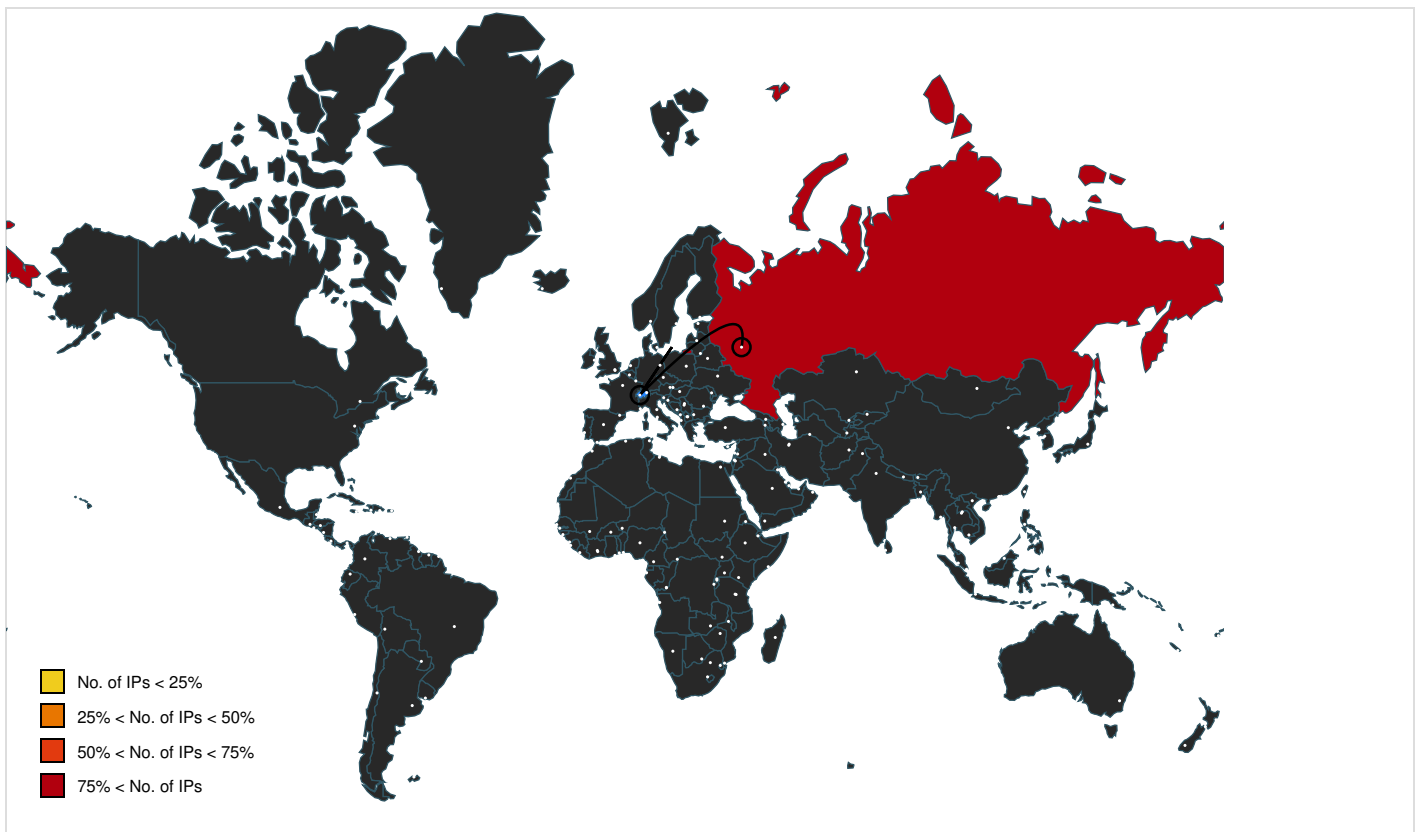 No. of IPs < 25%
25% < No. of IPs < 50%
50% < No. of IPs < 75%
75% < No. of IPs